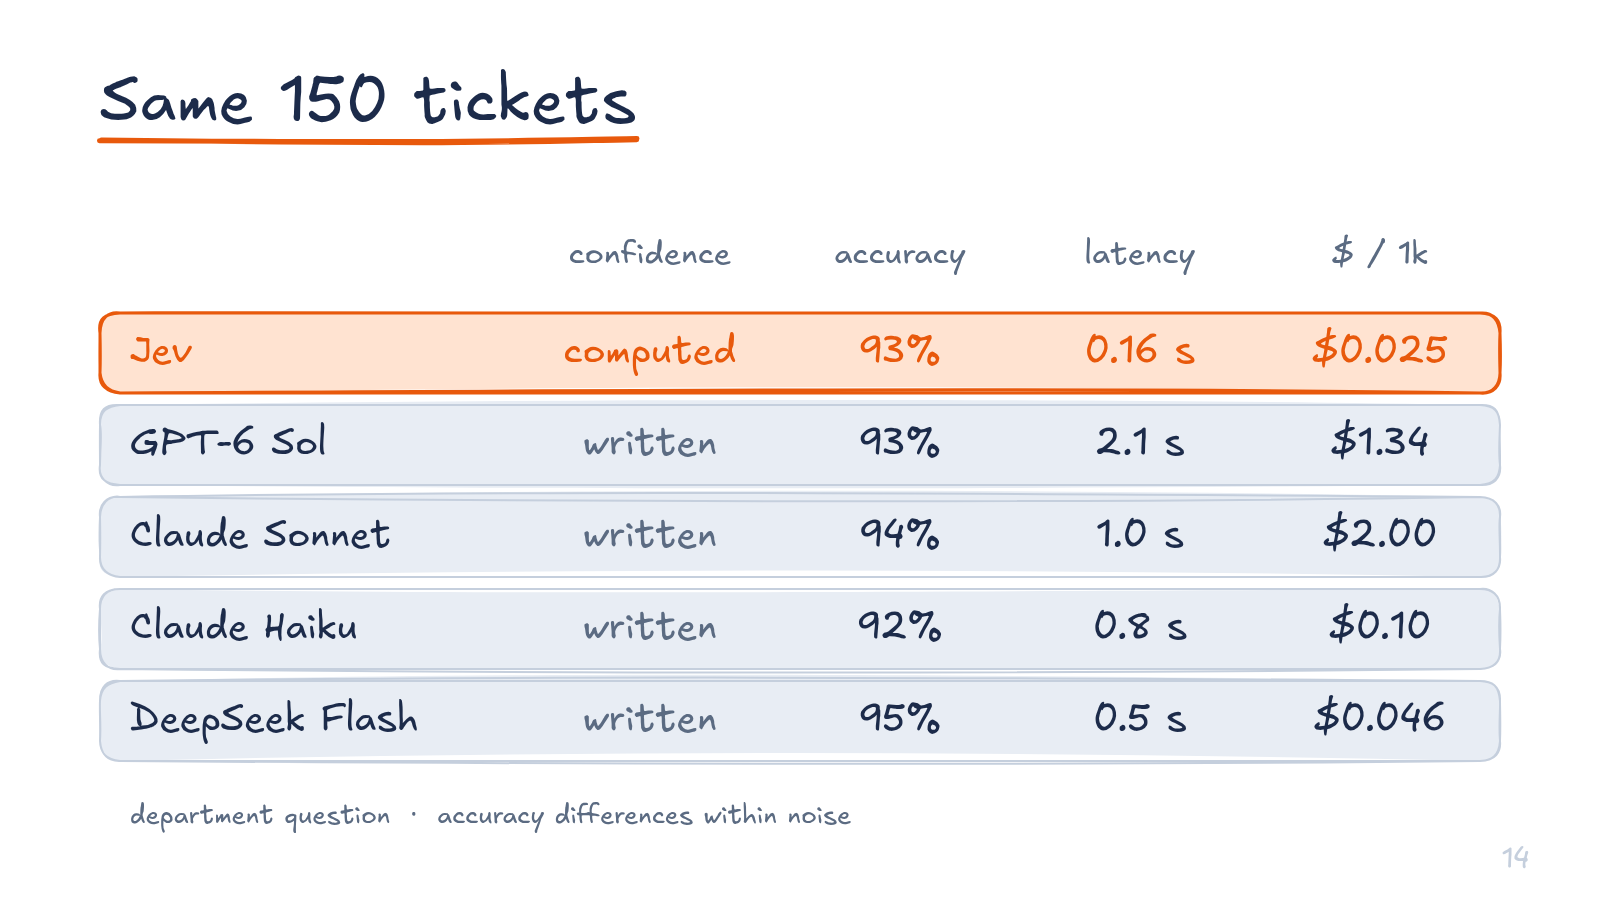 Same 150 tickets
confidence accuracy latency $ / 1k
Jev computed 93% 0.16 s $0.025
GPT-6 Sol written 93% 2.1 s $1.34
Claude Sonnet written 94% 1.0 s $2.00
Claude Haiku written 92% 0.8 s $0.10
DeepSeek Flash written 95% 0.5 s $0.046
department question · accuracy differences within noise
14